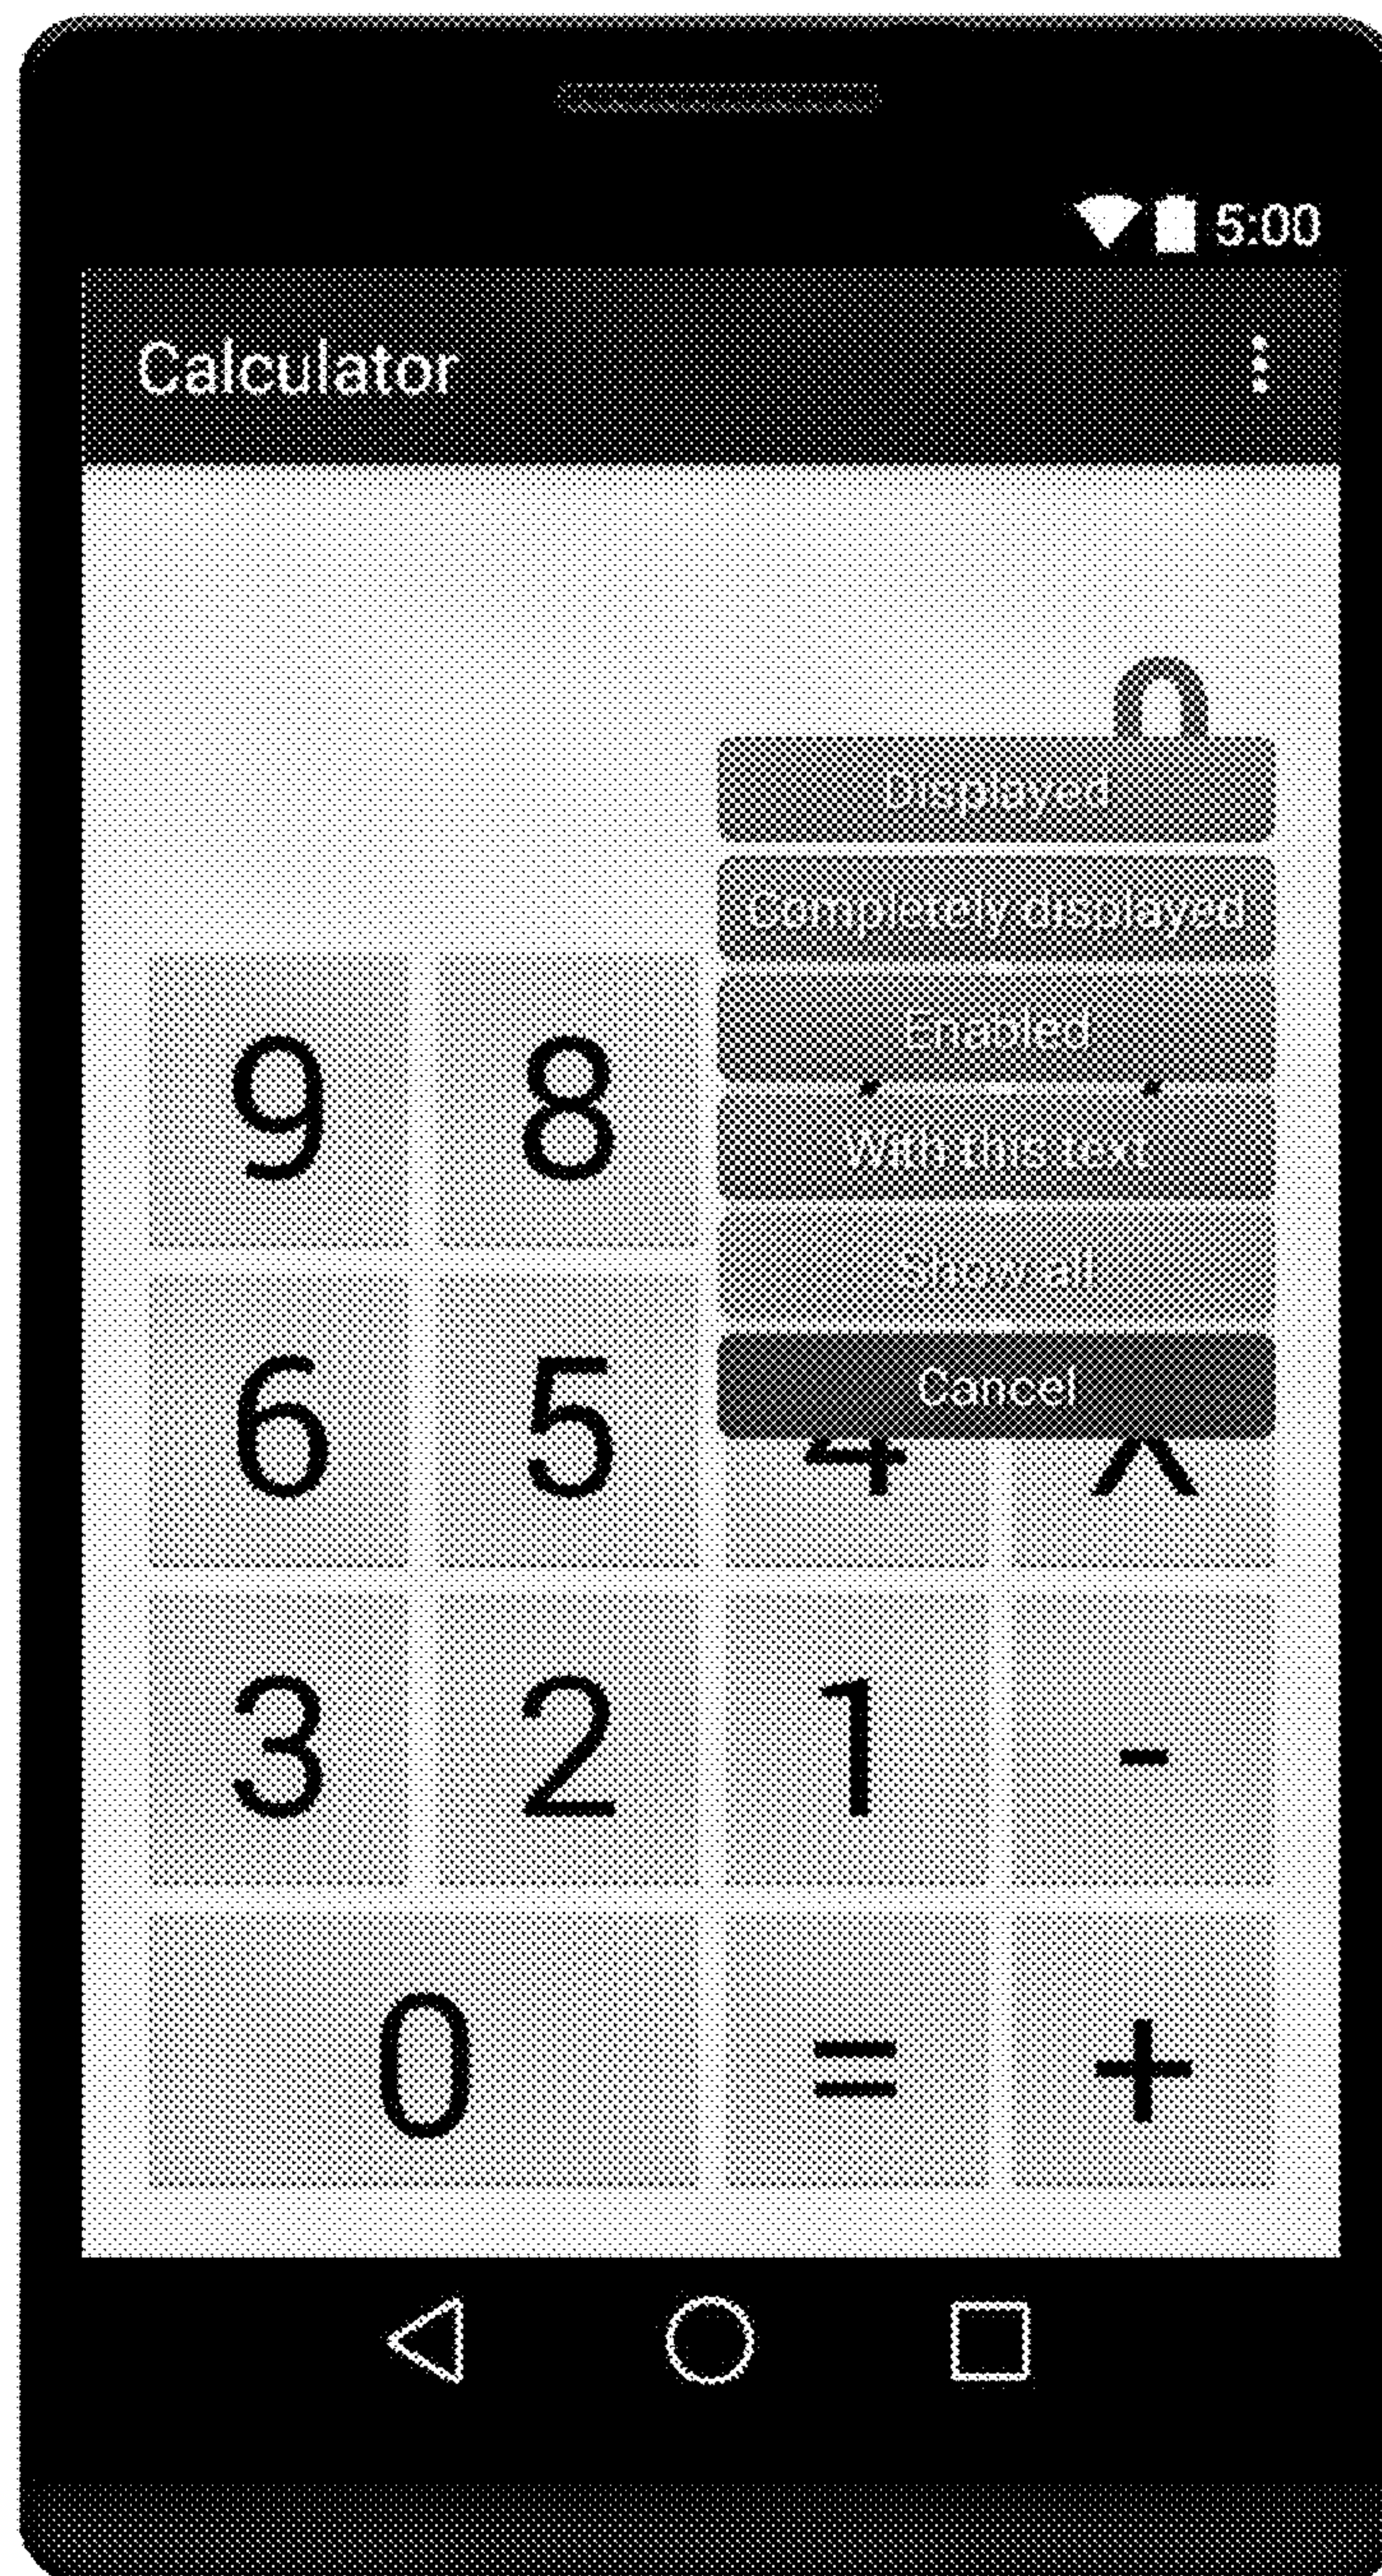 5:00
Calculator
Displayed
Completely displayed
Enabled
With this text
Show all
Cancel
9 8
6 5 4
3 2 1 -
0 = +